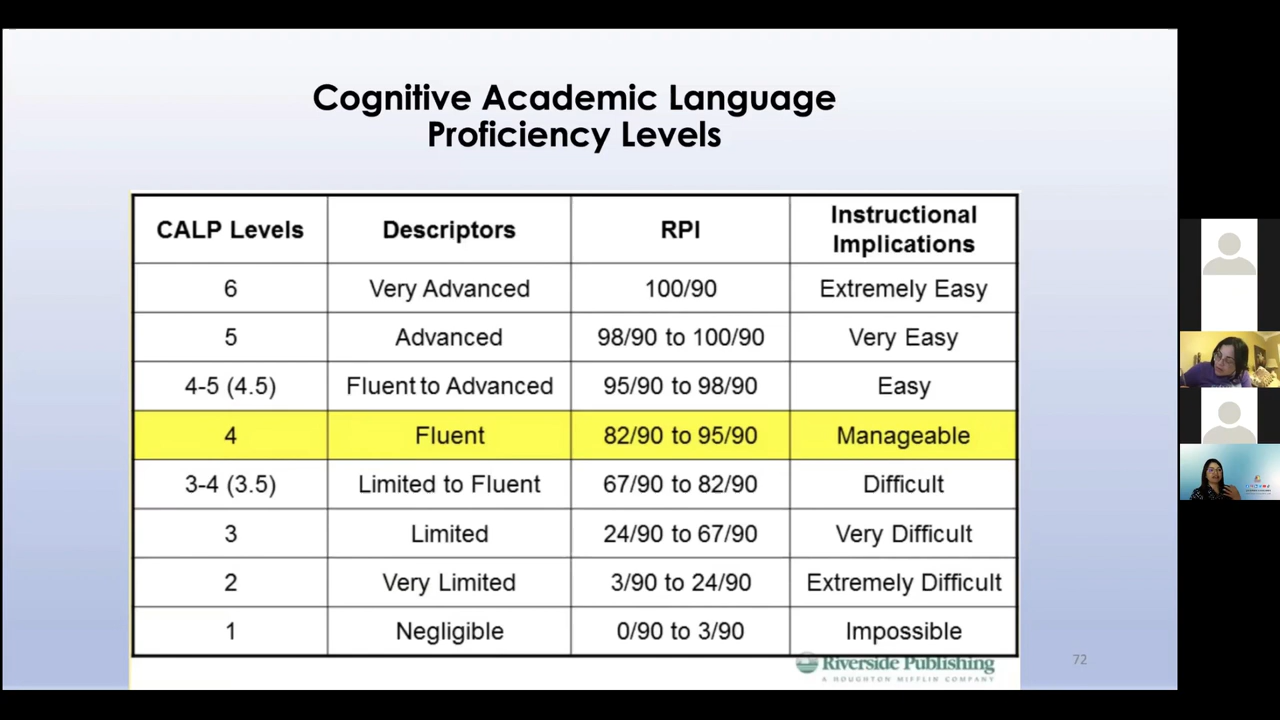 Cognitive Academic Language
Proficiency Levels
CALP Levels Descriptors RPI Instructional Implications
6 Very Advanced 100/90 Extremely Easy
5 Advanced 98/90 to 100/90 Very Easy
4-5 (4.5) Fluent to Advanced 95/90 to 98/90 Easy
4 Fluent 82/90 to 95/90 Manageable
3-4 (3.5) Limited to Fluent 67/90 to 82/90 Difficult
3 Limited 24/90 to 67/90 Very Difficult
2 Very Limited 3/90 to 24/90 Extremely Difficult
1 Negligible 0/90 to 3/90 Impossible
Riverside Publishing
A HOUGHTON MIFFLIN COMPANY
72